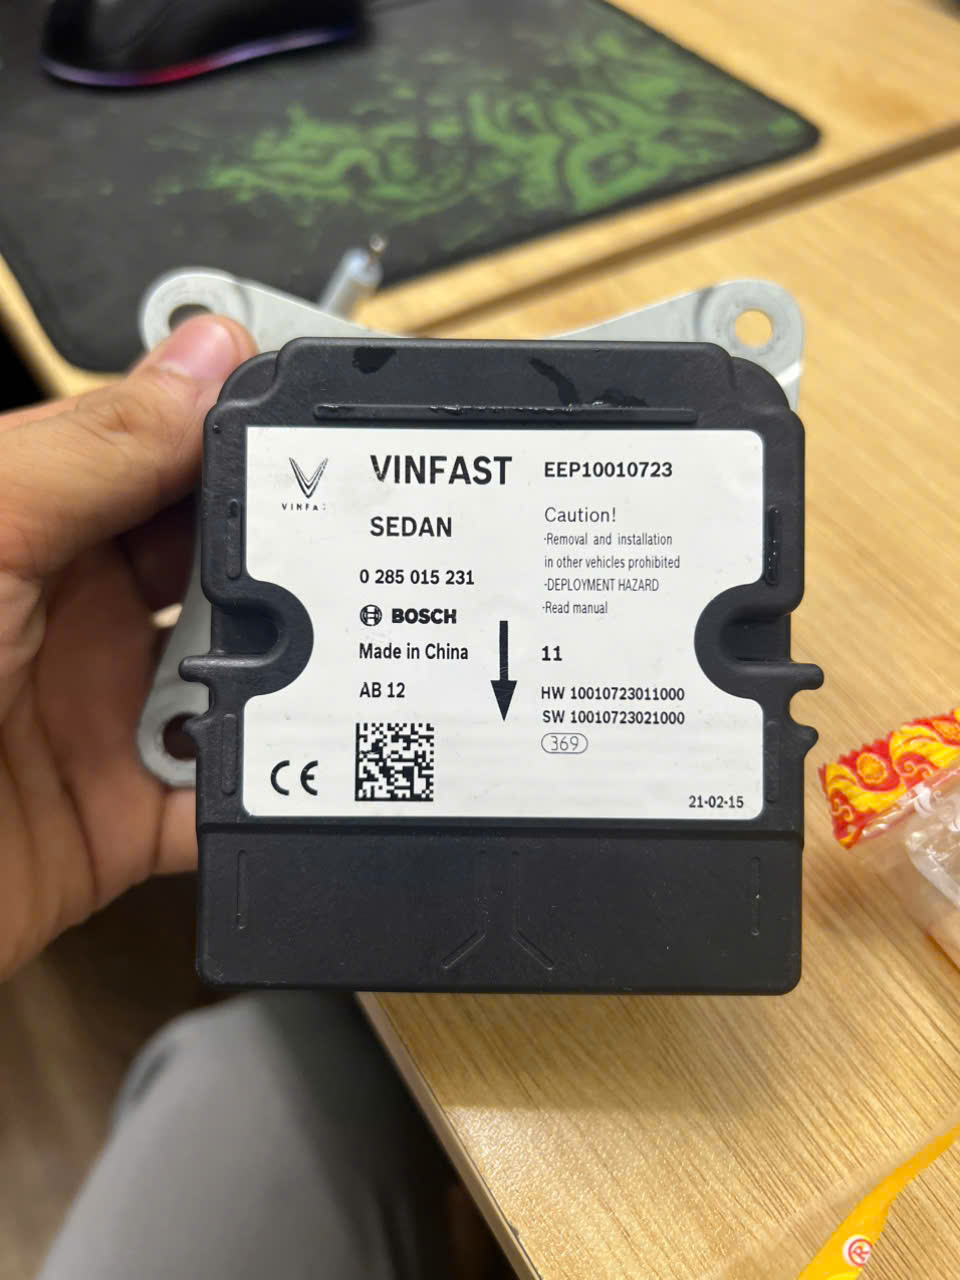 VINFAST
EEP10010723
VINFA
SEDAN
Caution!
·Removal and installation
in other vehicles prohibited
·DEPLOYMENT HAZARD
·Read manual
0 285 015 231
BOSCH
Made in China
11
AB 12
HW 10010723011000
SW 10010723021000
369
CE
21-02-15
®